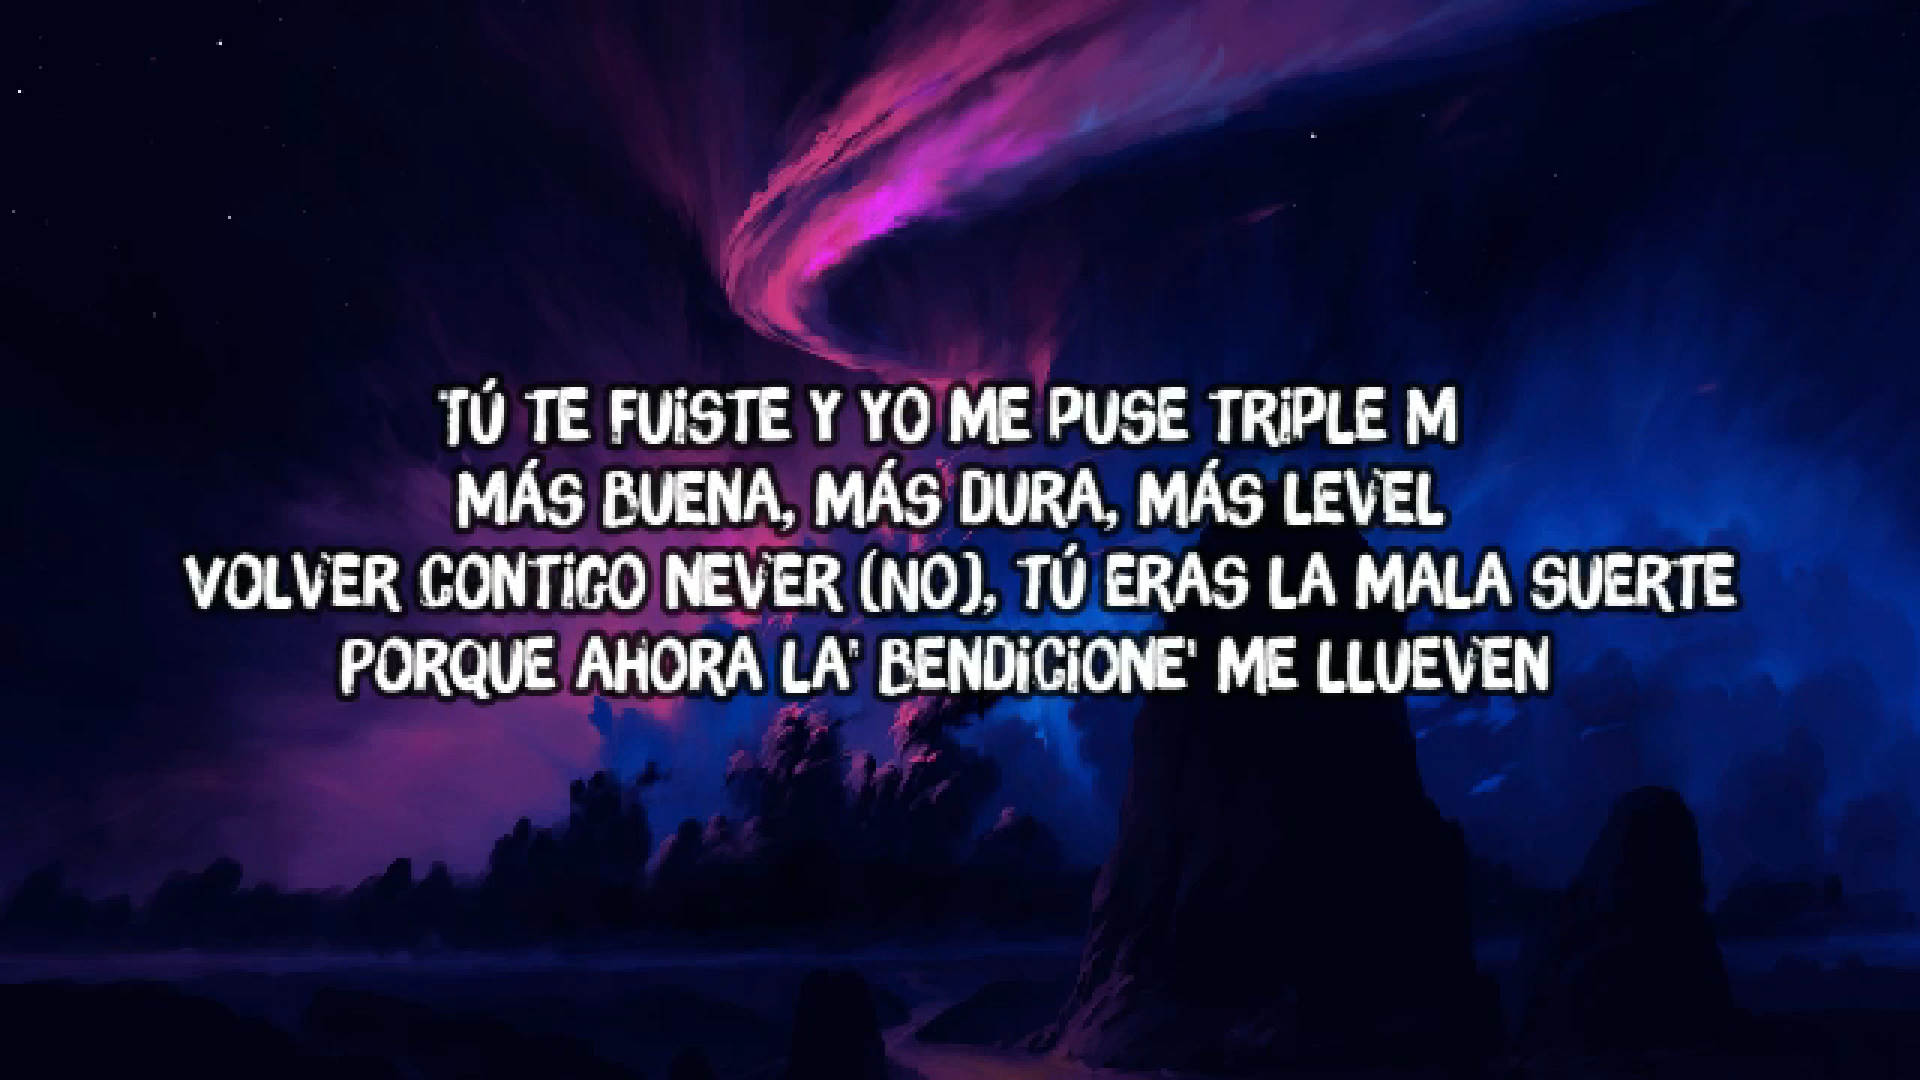 TÚ TE FUiSTE Y YO ME PUSE TRiPLE M
MÁS BUENA, MÁS DURA, MÁS LEVEL
VOLVER CONTiGO NEVER (NO), TÚ ERAS LA MALA SUERTE
PORQUE AHORA LA' BENDiCiONE' ME LLUEVEN